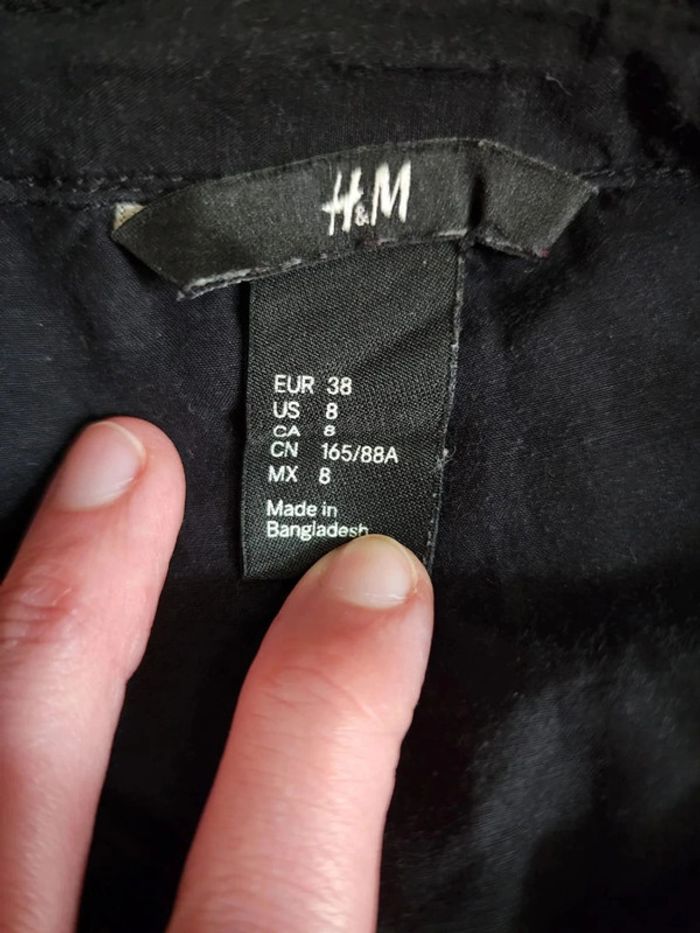 H&M
EUR 38
US 8
CA 8
CN 165/88A
MX 8
Made in
Bangladesh